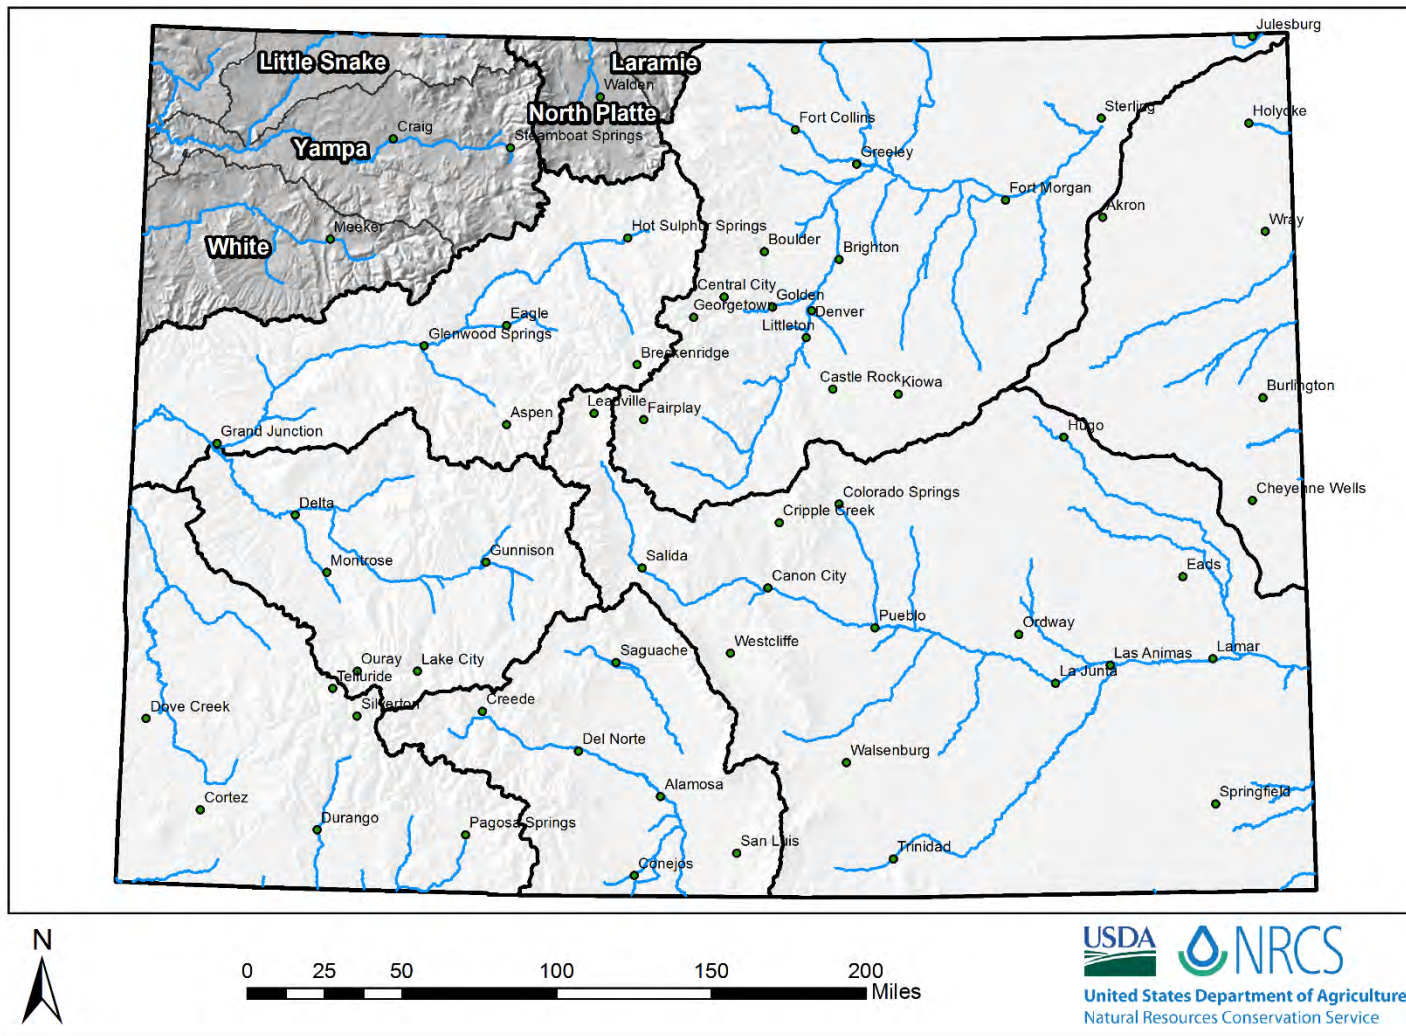 Julesburg
Little Snake
Laramie
Walden
North Platte
Sterling
Holyoke
Fort Collins
Craig
Steamboat Springs
Yampa
Greeley
Fort Morgan
Akron
Wray
Meeker
White
Hot Sulphur Springs
Boulder
Brighton
Central City
Golden
Georgetown
Denver
Eagle
Littleton
Glenwood Springs
Breckenridge
Castle Rock
Kiowa
Burlington
Leadville
Fairplay
Aspen
Hugo
Grand Junction
Cheyenne Wells
Colorado Springs
Delta
Cripple Creek
Gunnison
Montrose
Salida
Canon City
Eads
Pueblo
Ordway
Westcliffe
Saguache
Las Animas
Lamar
Ouray
Lake City
Telluride
La Junta
Silverton
Creede
Dove Creek
Del Norte
Walsenburg
Alamosa
Springfield
Cortez
Durango
Pagosa Springs
San Luis
Trinidad
Conejos
N
0 25 50 100 150 200
Miles
USDA NRCS
United States Department of Agriculture
Natural Resources Conservation Service